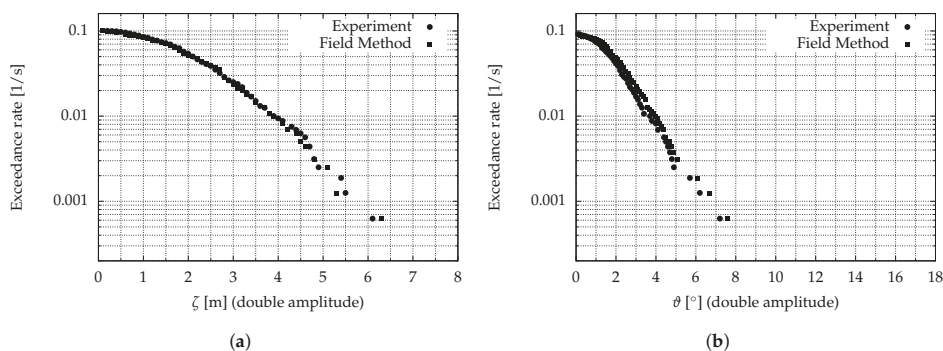 0.1
0.01
0.001
Exceedance rate [1/s]
Experiment
Field Method
0 1 2 3 4 5 6 7 8
ζ [m] (double amplitude)
(a)
0.1
0.01
0.001
Exceedance rate [1/s]
Experiment
Field Method
0 2 4 6 8 10 12 14 16 18
ϑ [°] (double amplitude)
(b)